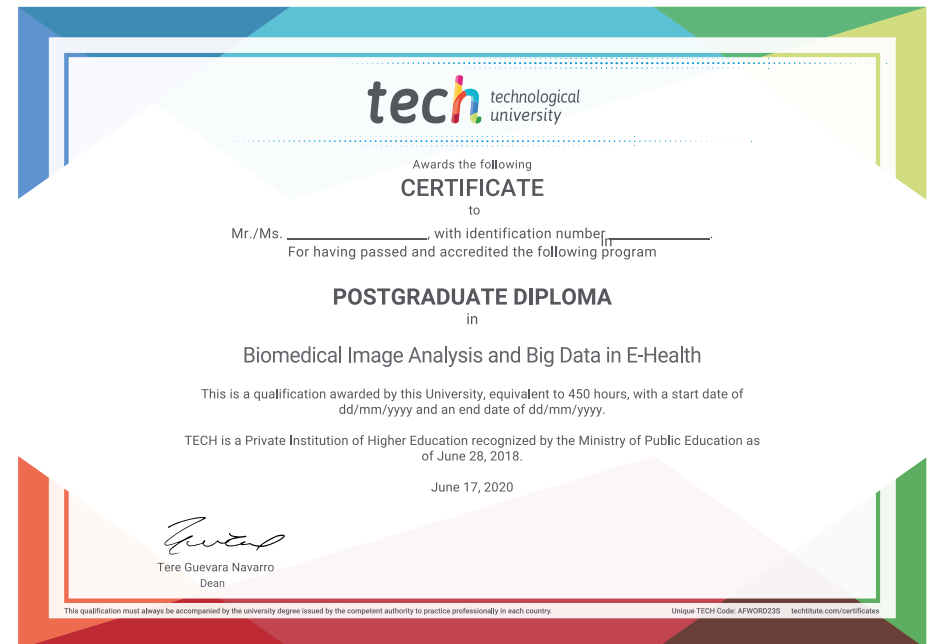 tech technological
university
Awards the following
CERTIFICATE
to
Mr./Ms. ____________________, with identification number_______________.
in
For having passed and accredited the following program
POSTGRADUATE DIPLOMA
in
Biomedical Image Analysis and Big Data in E-Health
This is a qualification awarded by this University, equivalent to 450 hours, with a start date of
dd/mm/yyyy and an end date of dd/mm/yyyy.
TECH is a Private Institution of Higher Education recognized by the Ministry of Public Education as
of June 28, 2018.
June 17, 2020
Tere Guevara Navarro
Dean
This qualification must always be accompanied by the university degree issued by the competent authority to practice professionally in each country.
Unique TECH Code: AFWORD23S techtitute.com/certificates